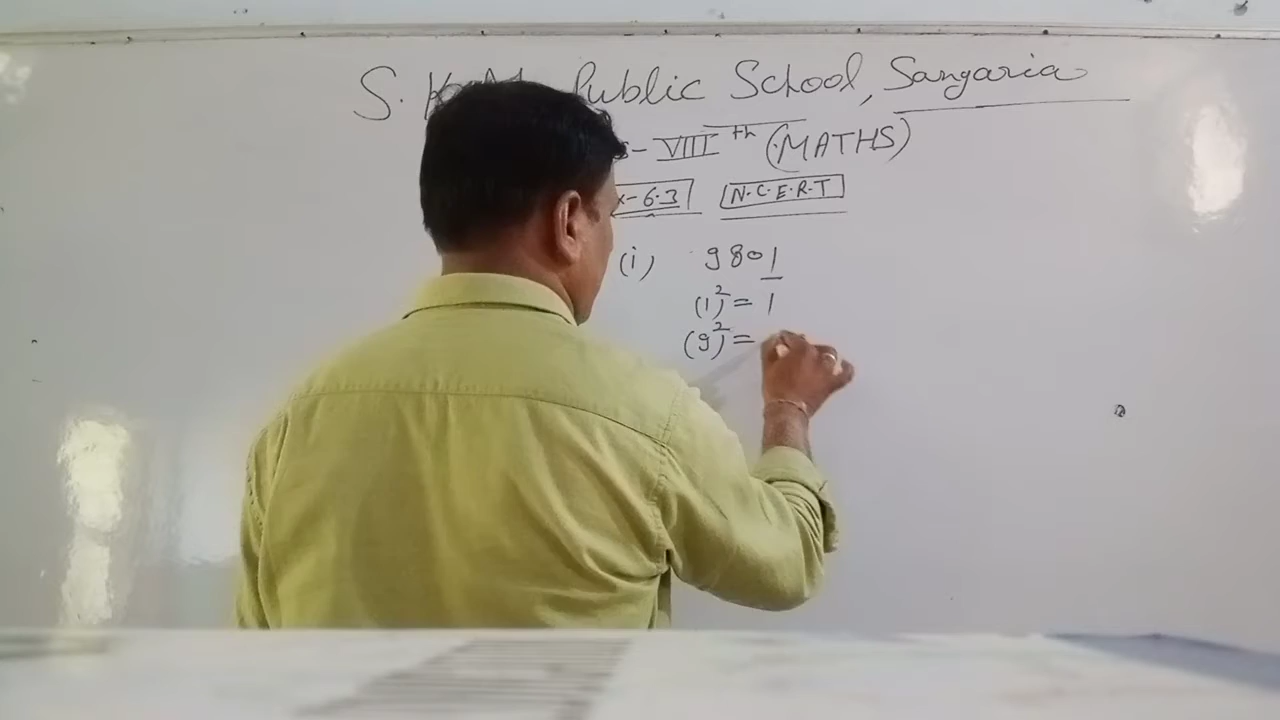 S. Public School, Sangaria
- VIII th (MATHS)
x-6.3 N.C.E.R.T
(i) 9801
(1)² = 1
(9)² =